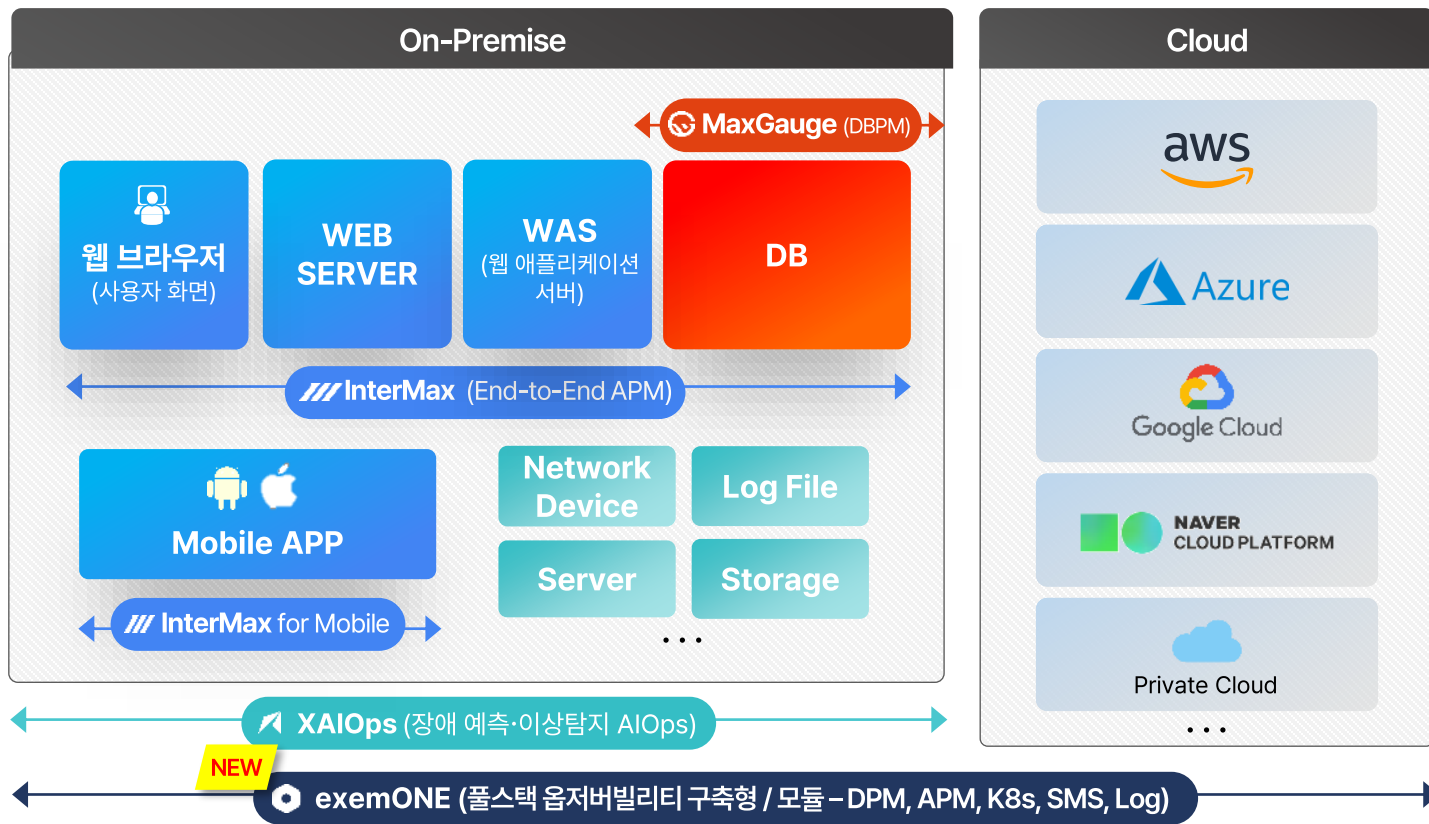 On-Premise
Cloud
MaxGauge (DBPM)
웹 브라우저
(사용자 화면)
WEB
SERVER
WAS
(웹 애플리케이션
서버)
DB
InterMax (End-to-End APM)
Mobile APP
InterMax for Mobile
Network
Device
Log File
Server
Storage
...
aws
Azure
Google Cloud
NAVER
CLOUD PLATFORM
Private Cloud
...
XAIOps (장애 예측·이상탐지 AIOps)
NEW
exemONE (풀스택 옵저버빌리티 구축형 / 모듈 – DPM, APM, K8s, SMS, Log)